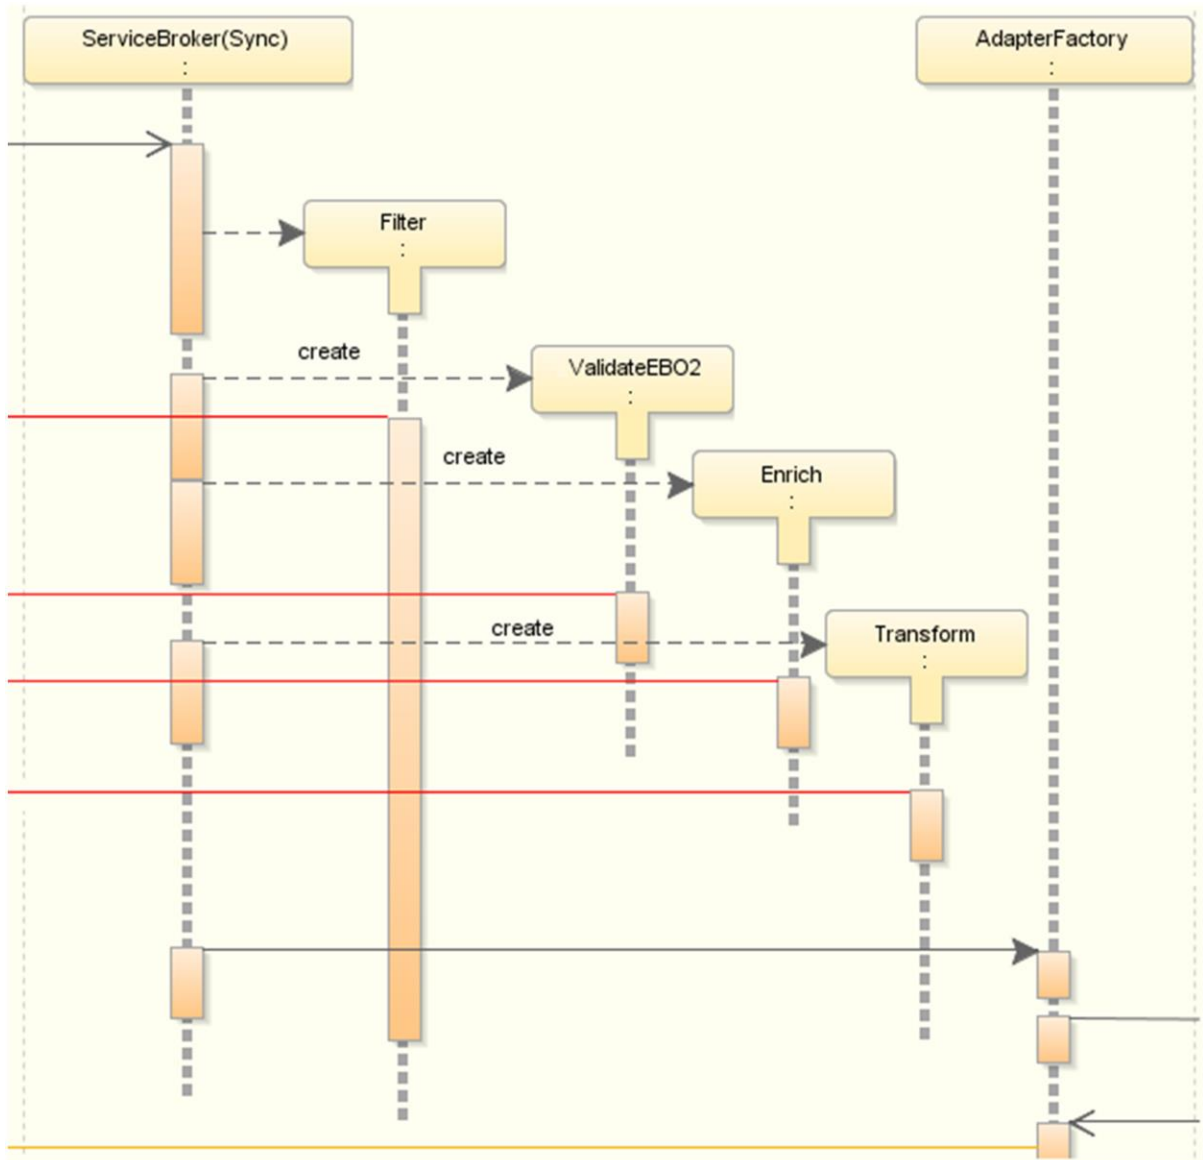 ServiceBroker(Sync)
:
AdapterFactory
:
Filter
:
create
ValidateEBO2
:
create
Enrich
:
create
Transform
: